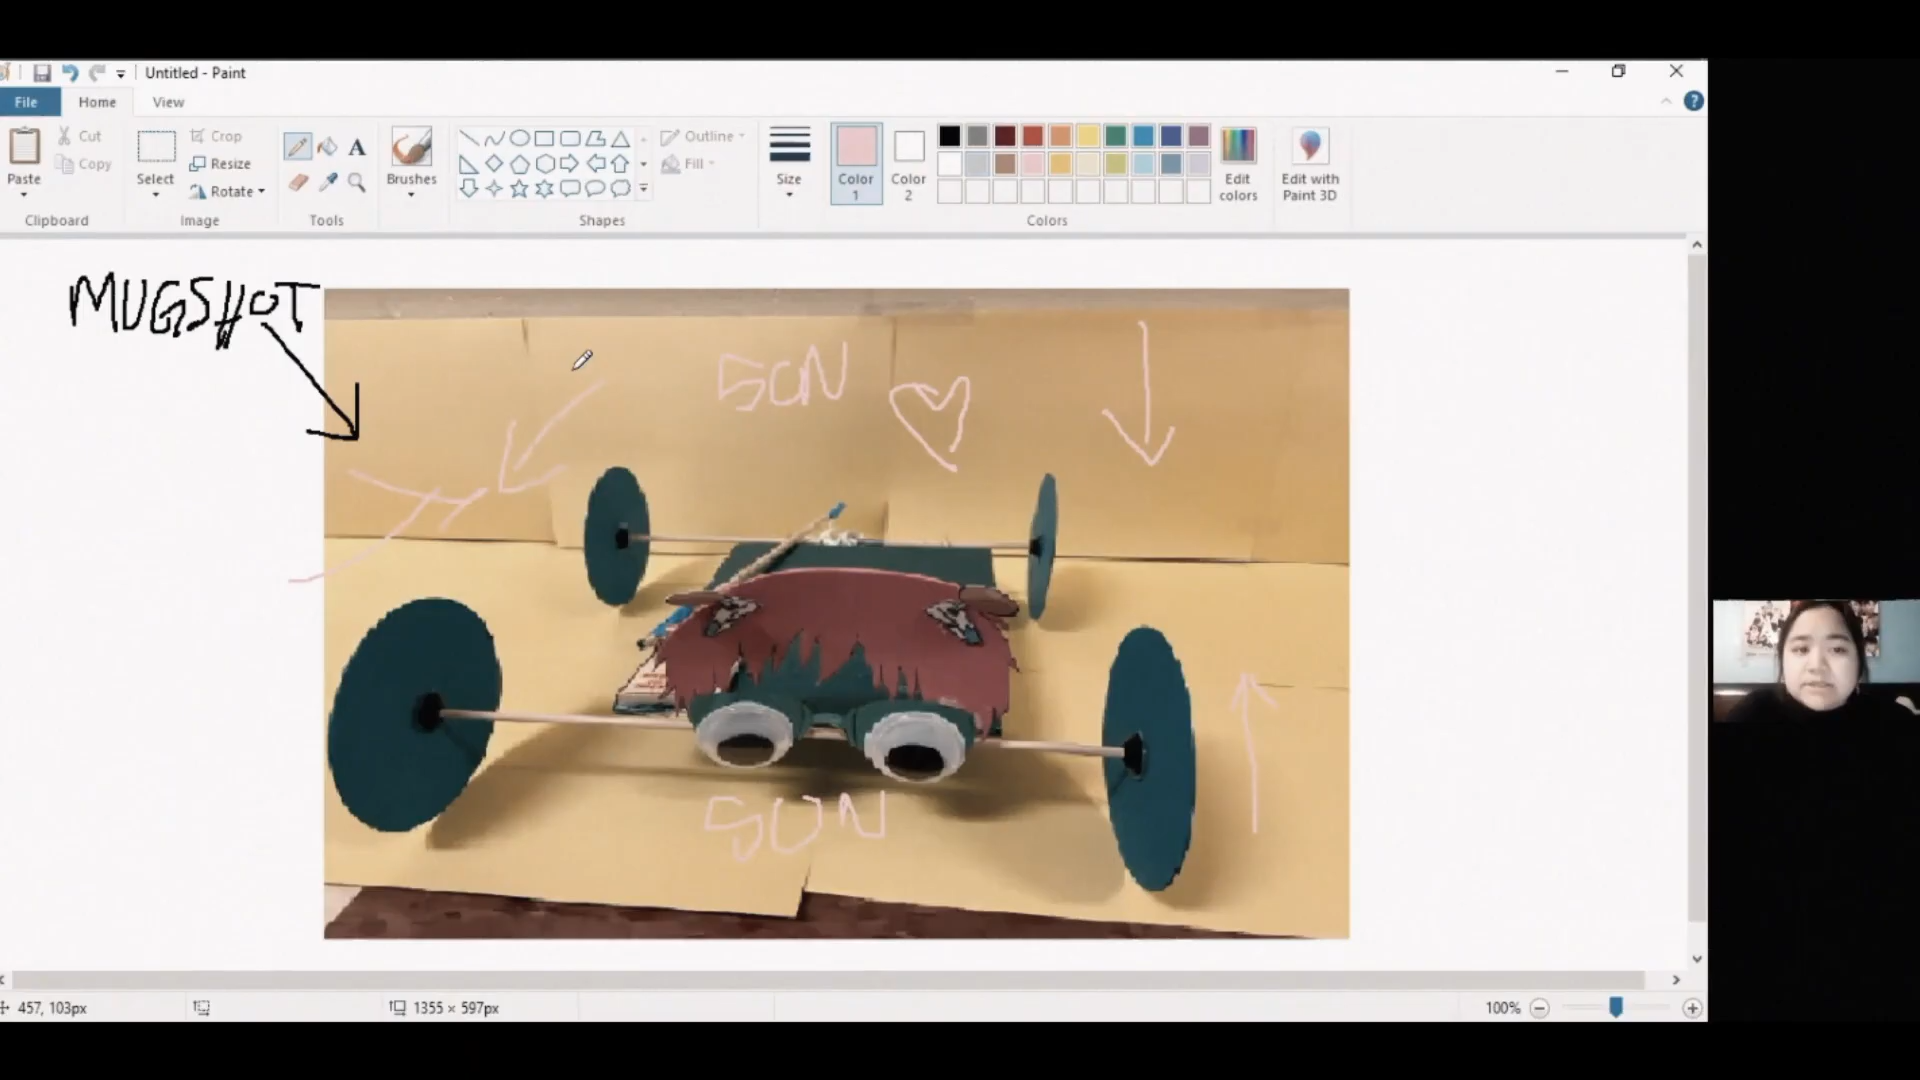 Untitled - Paint
File Home View
Paste
Cut
Copy
Clipboard
Select
Crop
Resize
Rotate
Image
A
Tools
Brushes
Shapes
Outline
Fill
Size
Color 1
Color 2
Edit colors
Colors
Edit with Paint 3D
?
MUGSHOT
SON
SON
457, 103px
1355 × 597px
100%